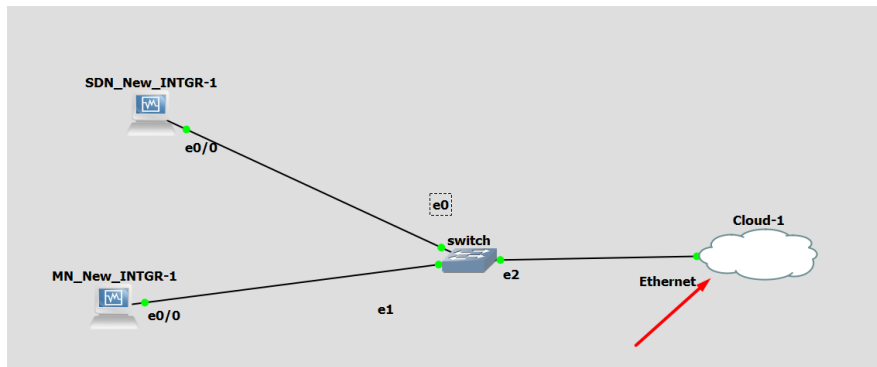 SDN_New_INTGR-1
e0/0
e0
Cloud-1
switch
MN_New_INTGR-1
e2
Ethernet
e1
e0/0